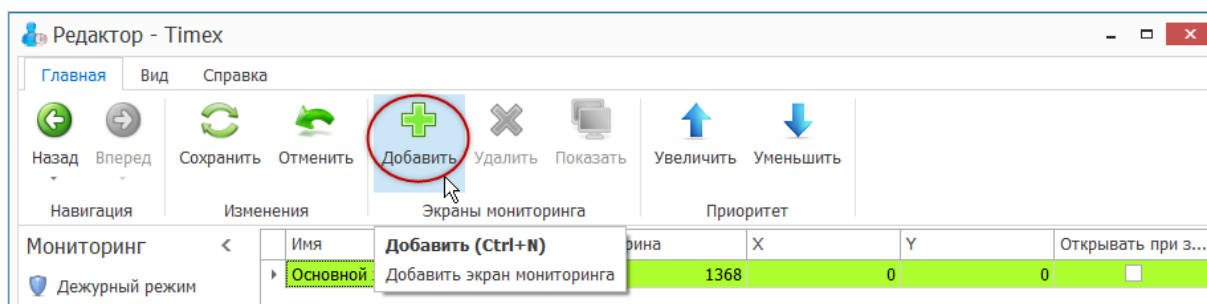 Редактор - Timex
Главная Вид Справка
Назад Вперед Сохранить Отменить Добавить Удалить Показать Увеличить Уменьшить
Навигация Изменения Экраны мониторинга Приоритет
Мониторинг < Имя X Y Открывать при з...
Добавить (Ctrl+N)
Основной 1368 0 0
Добавить экран мониторинга
Дежурный режим